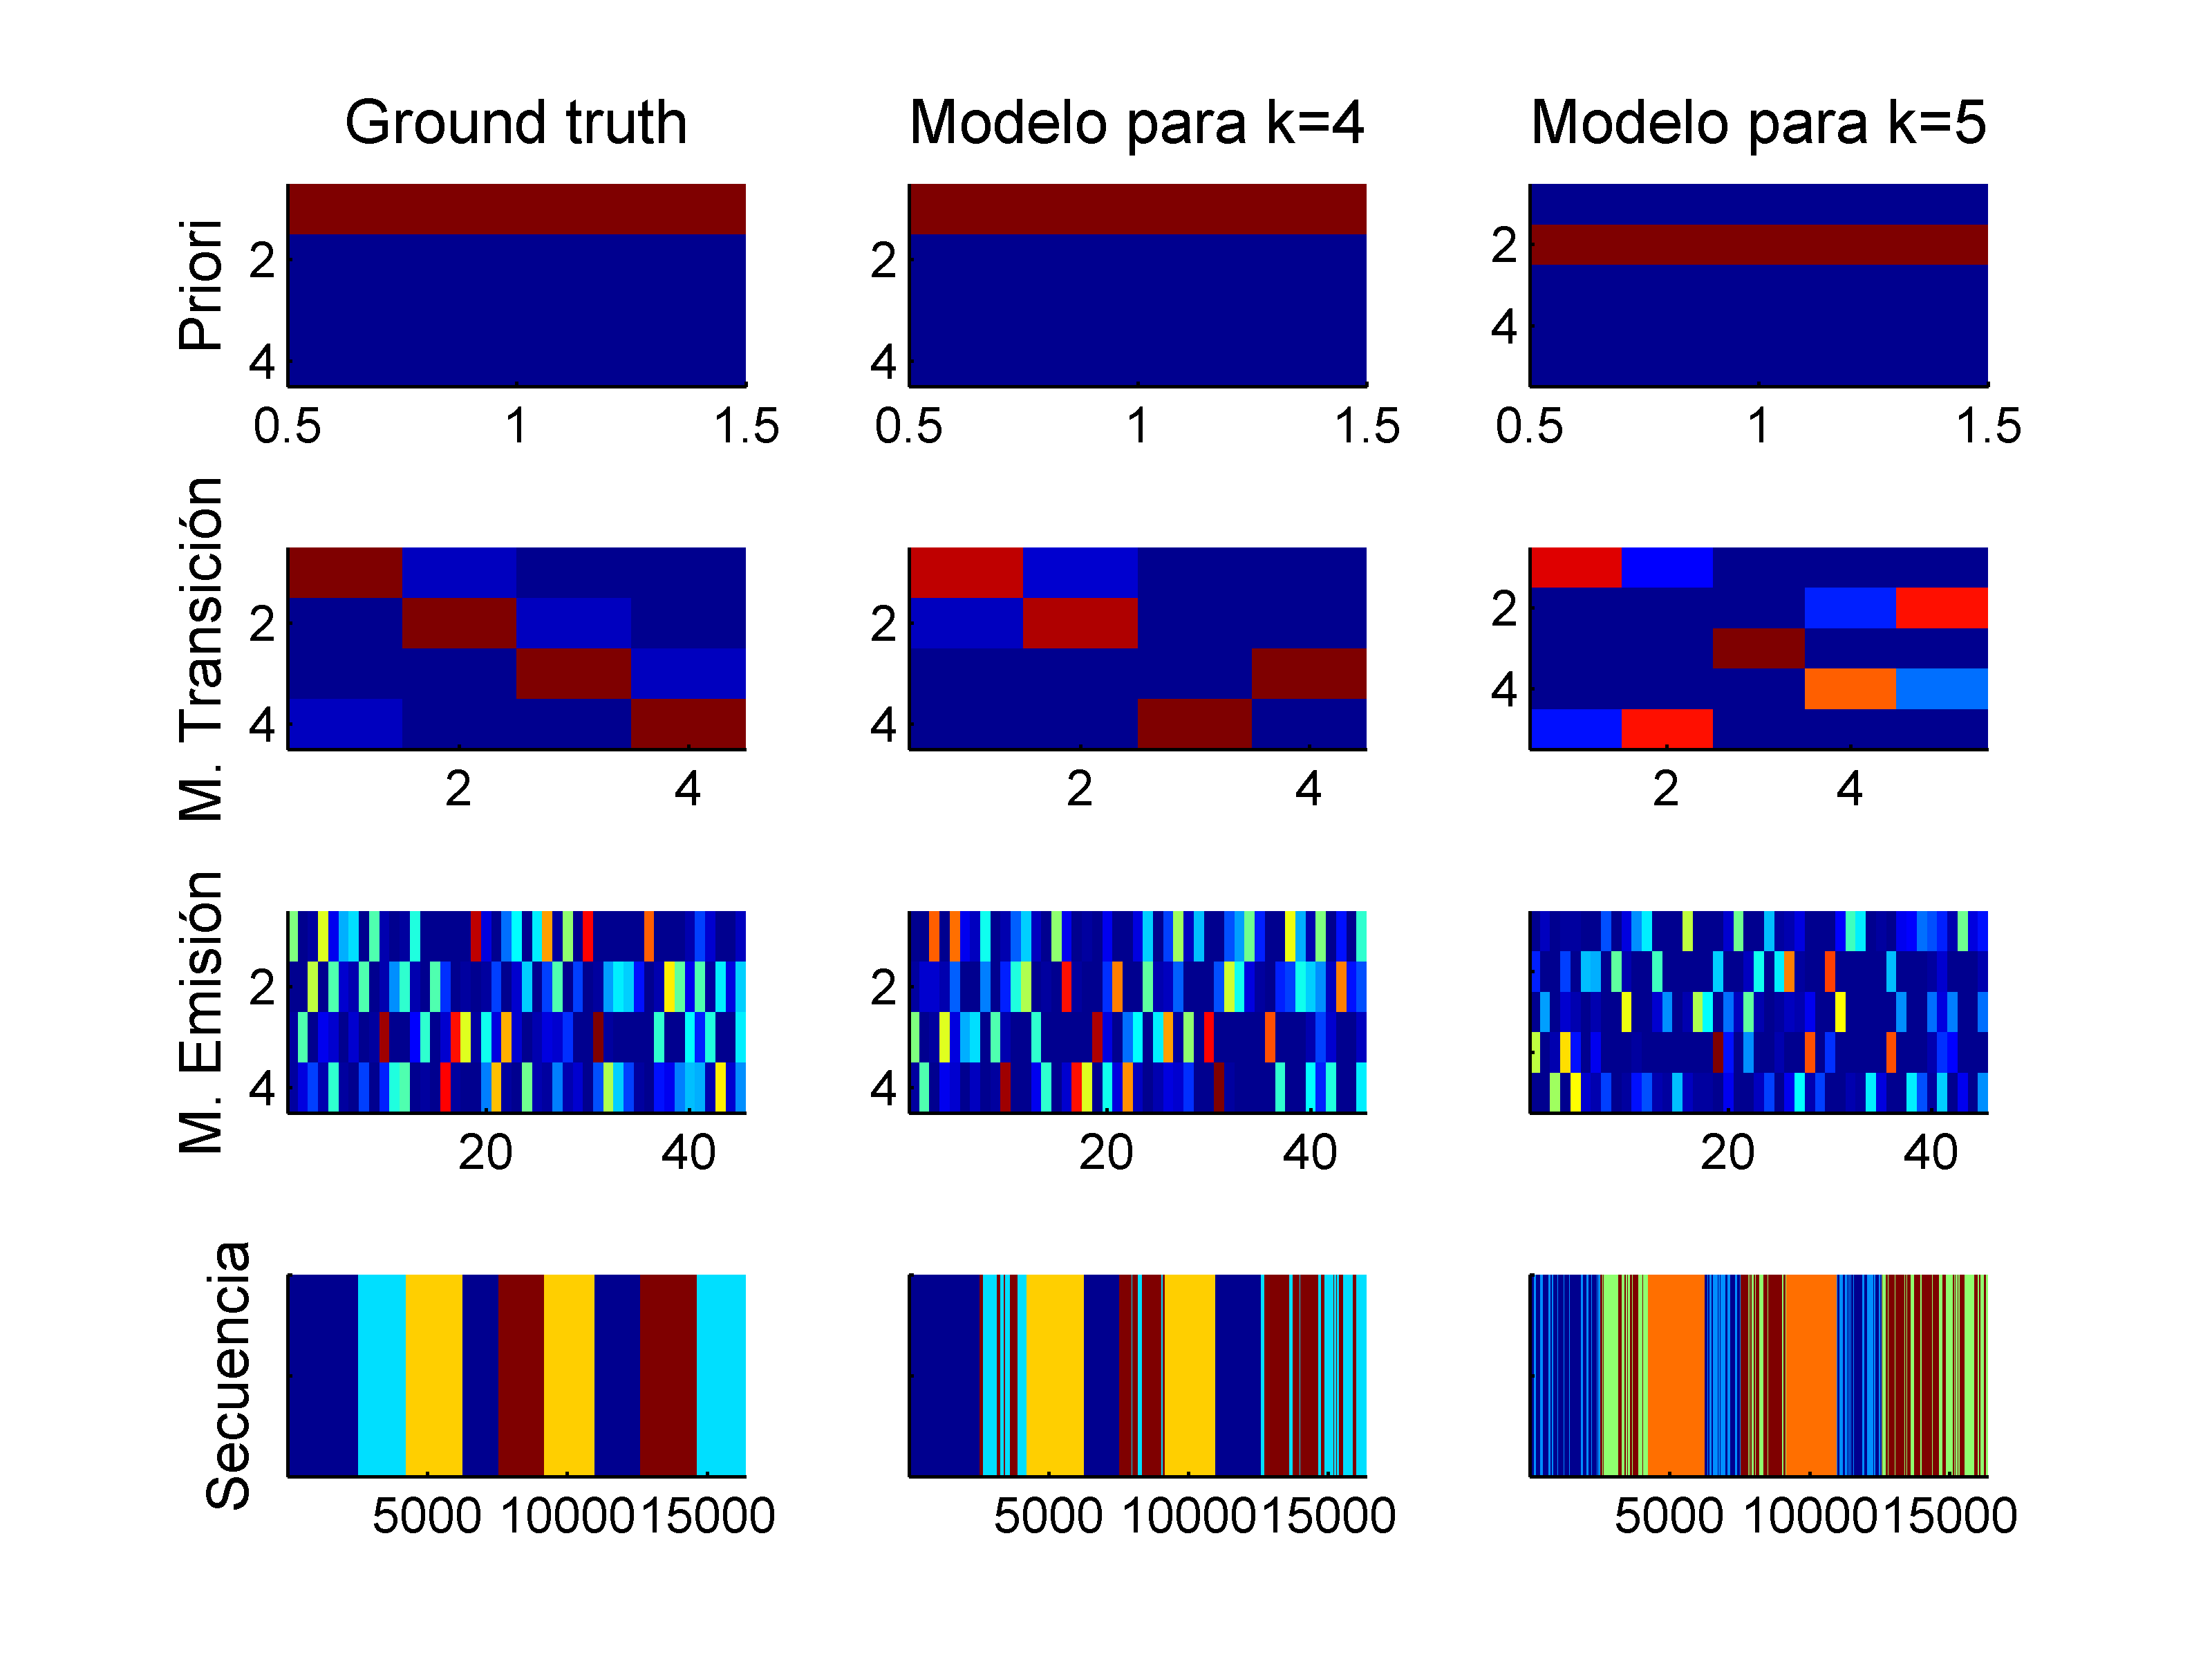 Ground truth Modelo para k=4 Modelo para k=5
Priori
2 2 2
4 4 4
0.5 1 1.5 0.5 1 1.5 0.5 1 1.5
M. Transición
2 2 2
4 4 4
2 4 2 4 2 4
M. Emisión
2 2
4 4
20 40 20 40 20 40
Secuencia
5000 10000 15000 5000 10000 15000 5000 10000 15000